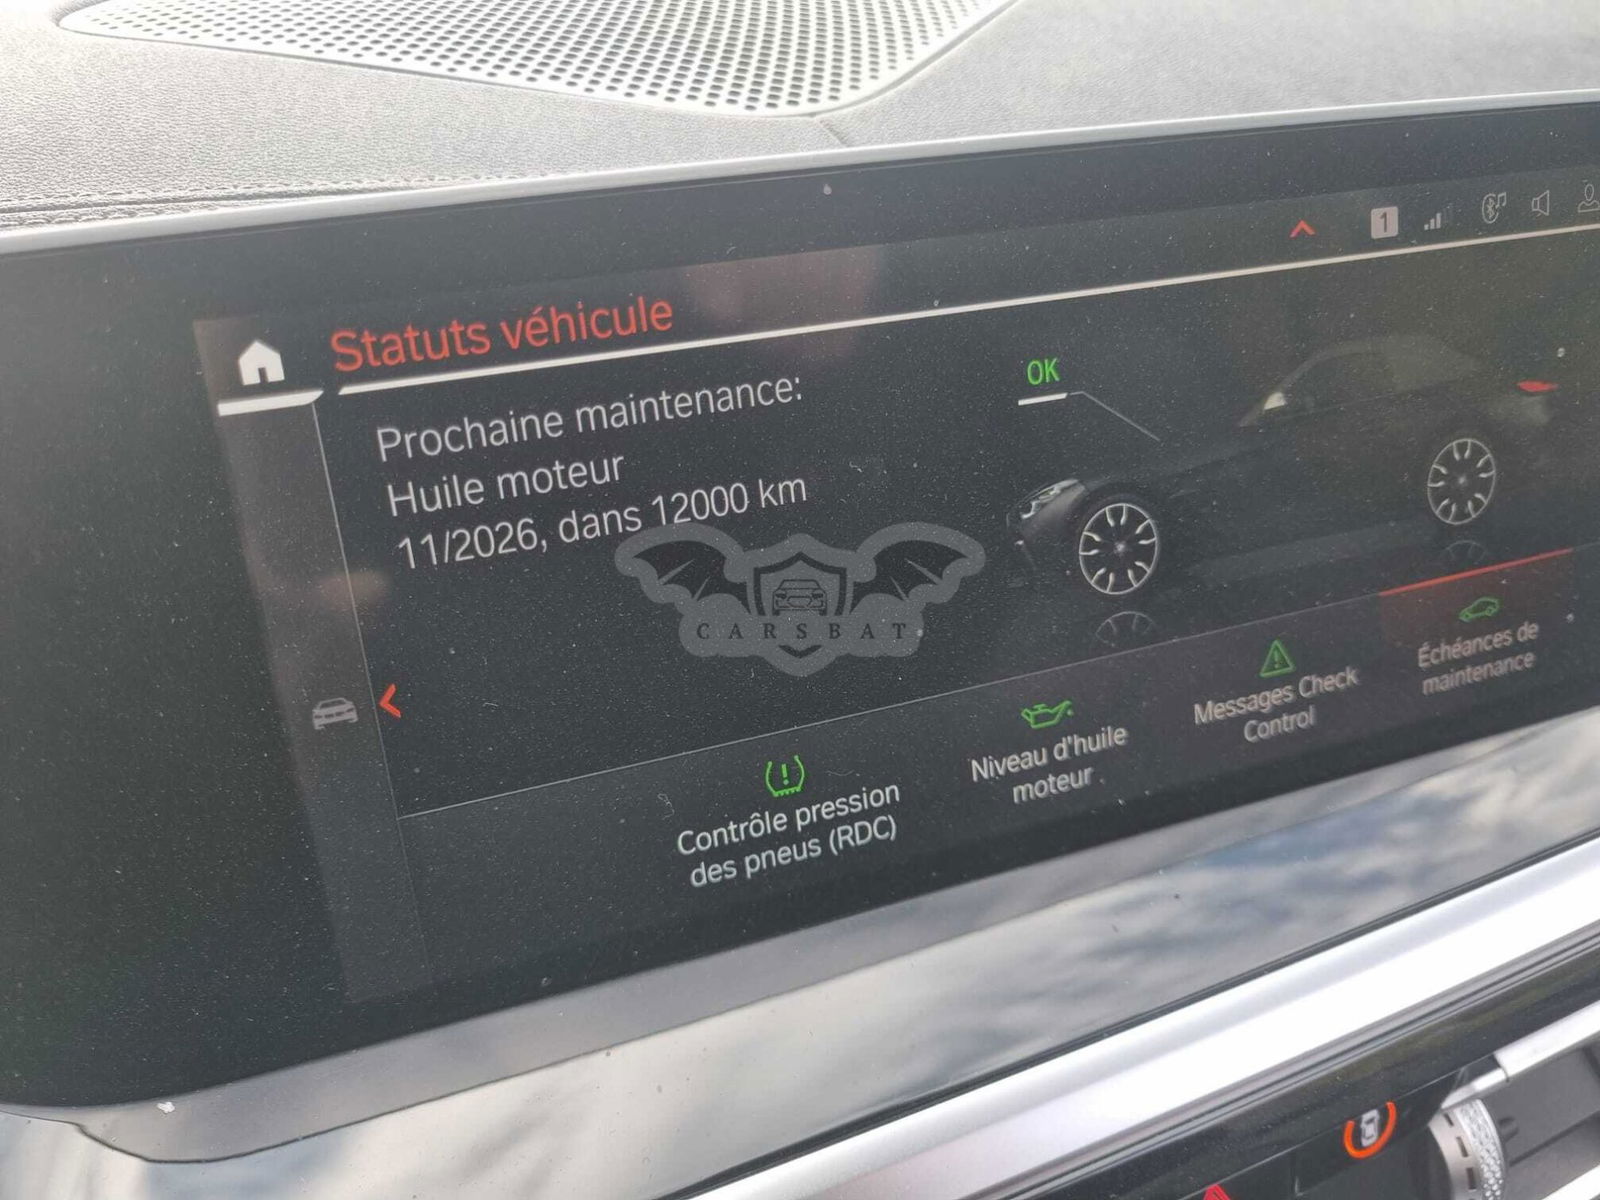 1
Statuts véhicule
Prochaine maintenance:
Huile moteur
11/2026, dans 12000 km
OK
CARSBAT
Contrôle pression
des pneus (RDC)
Niveau d'huile
moteur
Messages Check
Control
Échéances de
maintenance